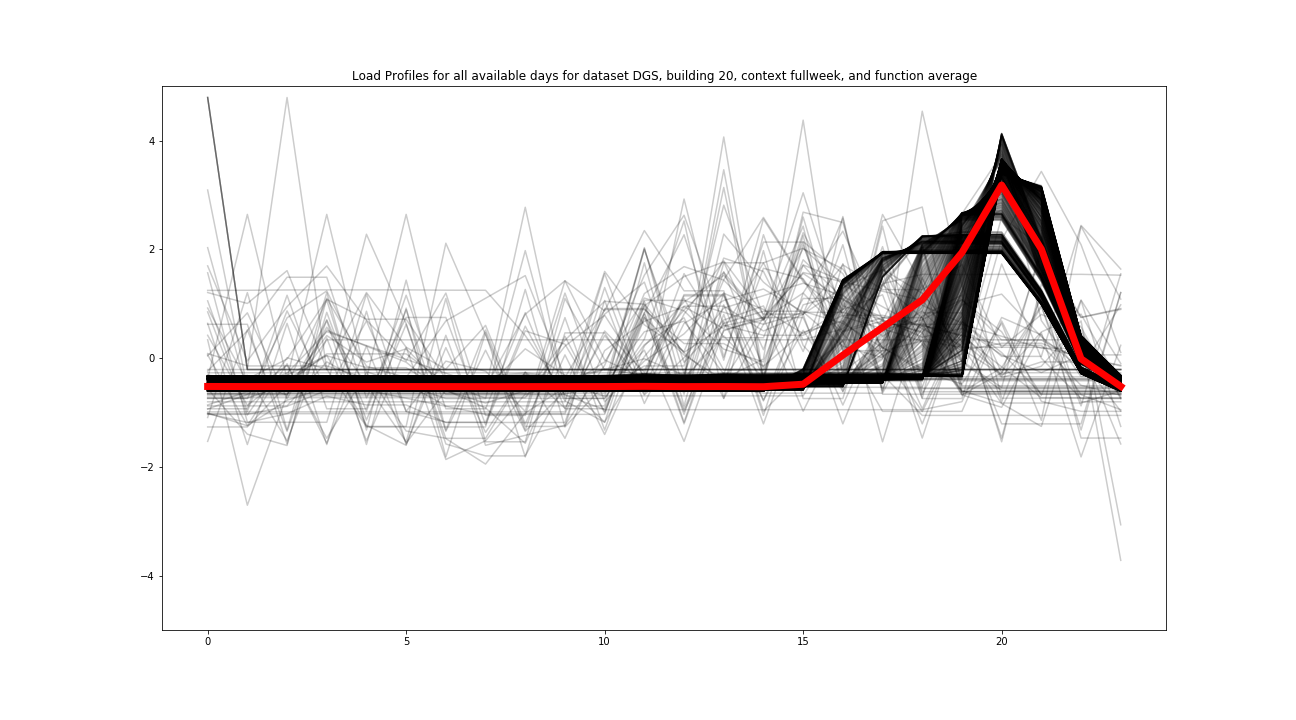 Load Profiles for all available days for dataset DGS, building 20, context fullweek, and function average
4
2
0
−2
−4
0 5 10 15 20